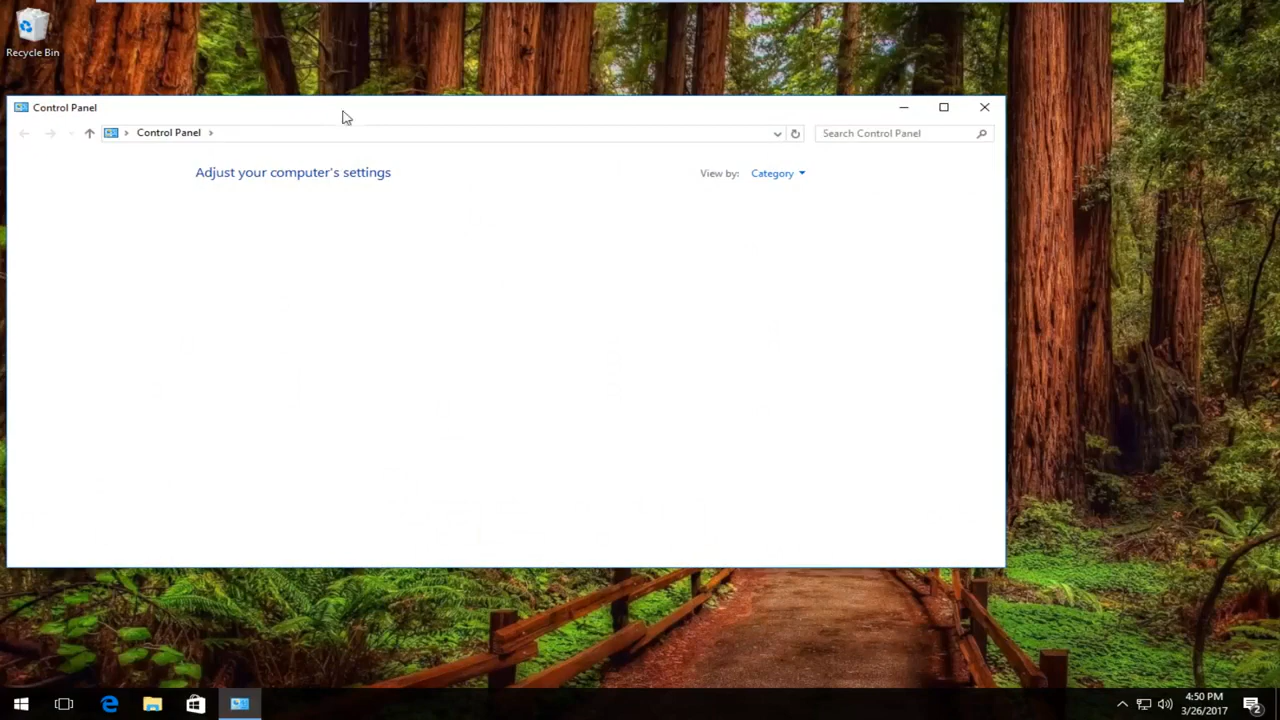 Recycle Bin
Control Panel
Control Panel
Search Control Panel
Adjust your computer's settings
View by: Category
4:50 PM
3/26/2017
2